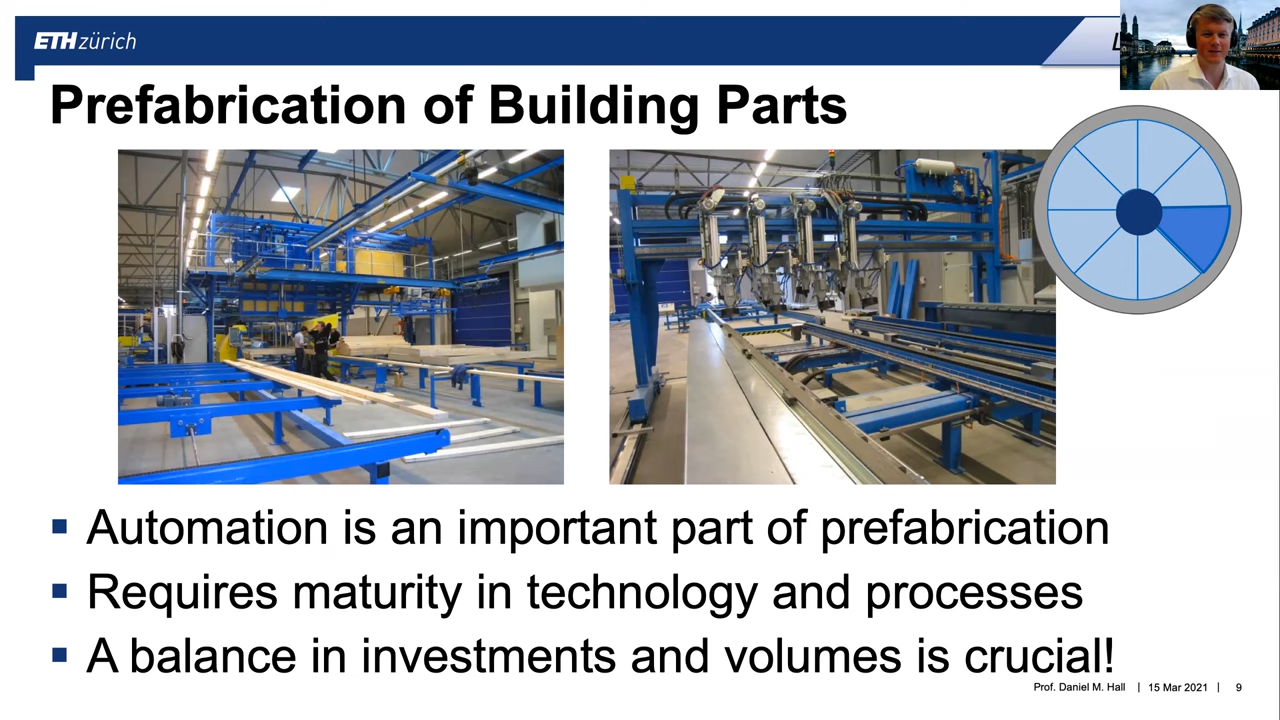 ETH zürich
Prefabrication of Building Parts
▪ Automation is an important part of prefabrication
▪ Requires maturity in technology and processes
▪ A balance in investments and volumes is crucial!
Prof. Daniel M. Hall | 15 Mar 2021 | 9